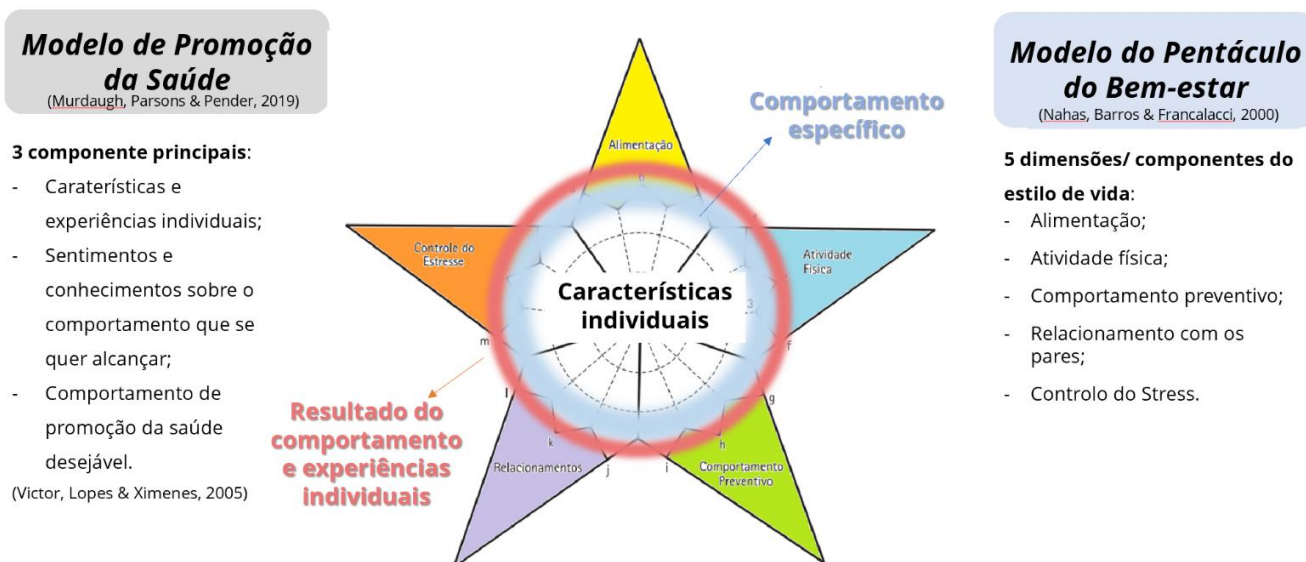 Modelo de Promoção
da Saúde
(Murdaugh, Parsons & Pender, 2019)
3 componente principais:
- Caraterísticas e
experiências individuais;
- Sentimentos e
conhecimentos sobre o
comportamento que se
quer alcançar;
- Comportamento de
promoção da saúde
desejável.
(Victor, Lopes & Ximenes, 2005)
Comportamento
específico
Alimentação
b
Controle do
Estresse
Atividade
Física
Características
individuais
3
m
f
l
g
k
h
j
i
Relacionamentos
Comportamento
Preventivo
Resultado do
comportamento
e experiências
individuais
Modelo do Pentáculo
do Bem-estar
(Nahas, Barros & Francalacci, 2000)
5 dimensões/ componentes do
estilo de vida:
- Alimentação;
- Atividade física;
- Comportamento preventivo;
- Relacionamento com os
pares;
- Controlo do Stress.